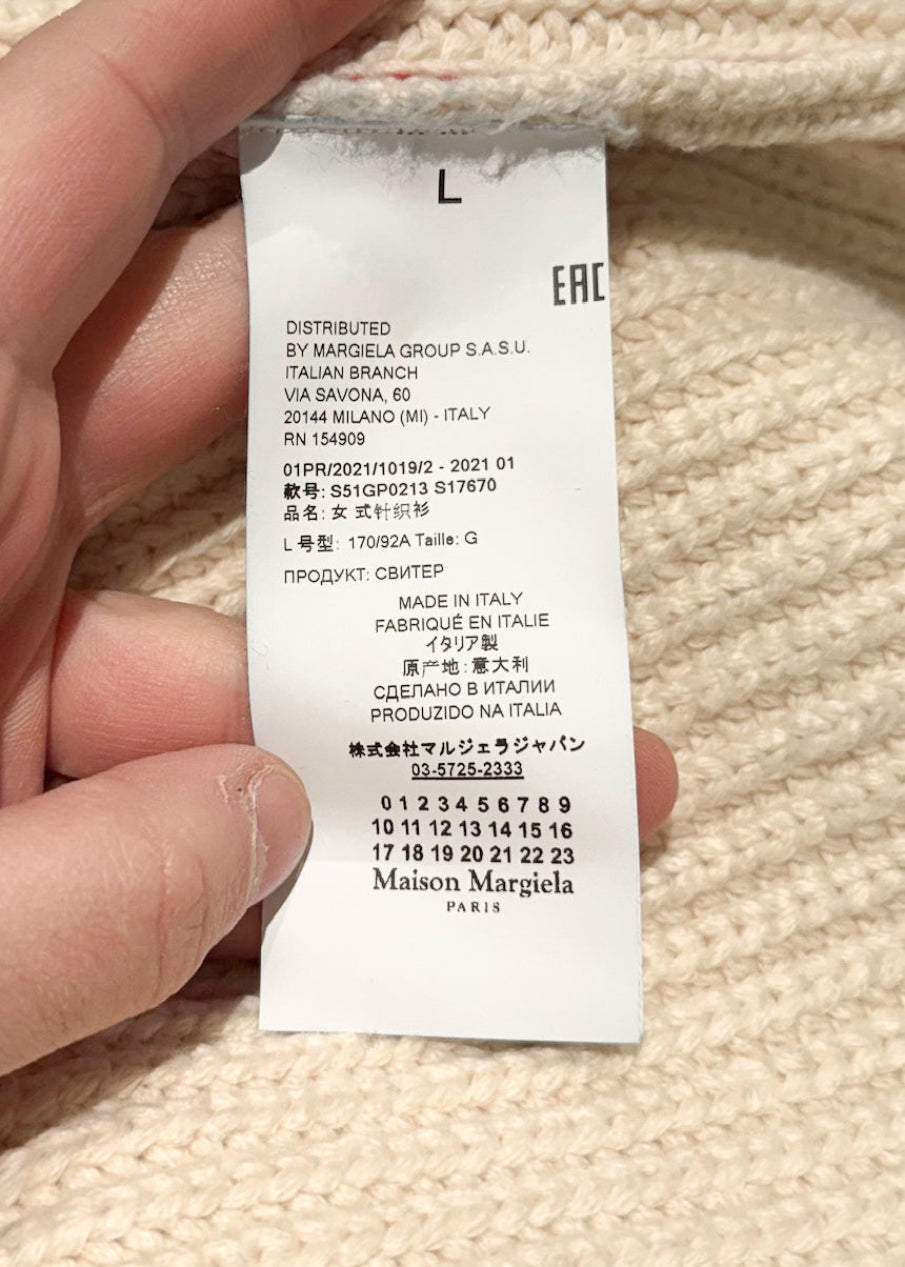 L
EAC
DISTRIBUTED
BY MARGIELA GROUP S.A.S.U.
ITALIAN BRANCH
VIA SAVONA, 60
20144 MILANO (MI) - ITALY
RN 154909
01PR/2021/1019/2 - 2021 01
款号: S51GP0213 S17670
品名: 女 式针织衫
L 号型: 170/92A Taille: G
ПРОДУКТ: СВИТЕР
MADE IN ITALY
FABRIQUÉ EN ITALIE
イタリア製
原产地: 意大利
СДЕЛАНО В ИТАЛИИ
PRODUZIDO NA ITALIA
株式会社マルジェラジャパン
03-5725-2333
0 1 2 3 4 5 6 7 8 9
10 11 12 13 14 15 16
17 18 19 20 21 22 23
Maison Margiela
PARIS